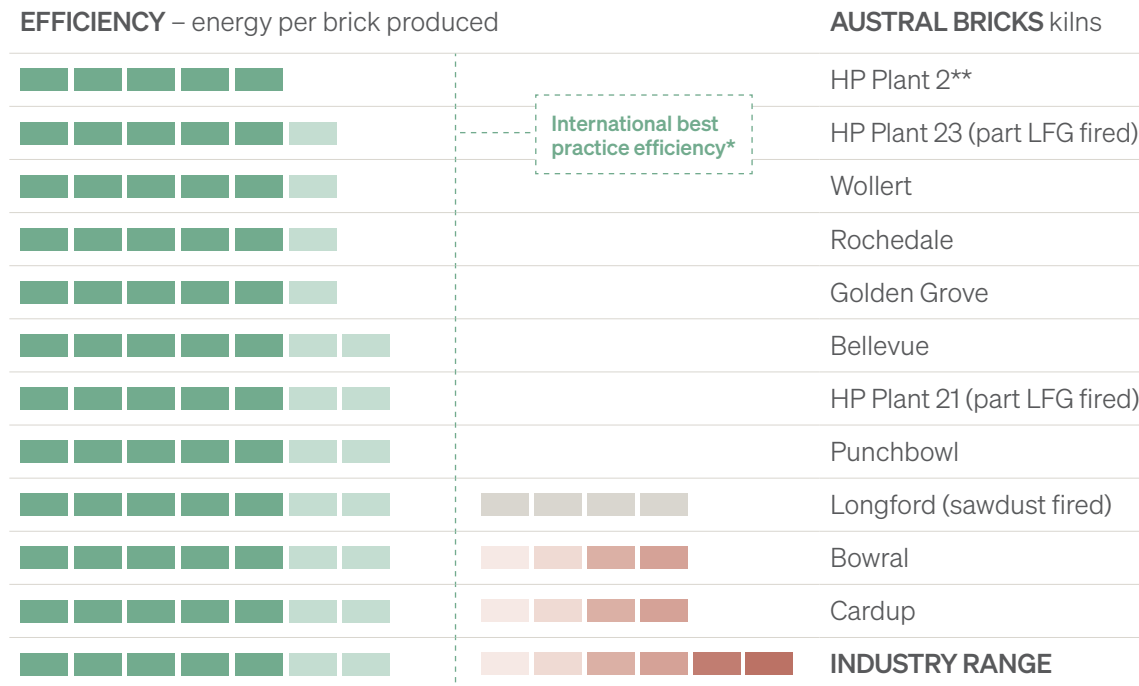 EFFICIENCY – energy per brick produced
AUSTRAL BRICKS kilns
HP Plant 2**
International best
practice efficiency*
HP Plant 23 (part LFG fired)
Wollert
Rochedale
Golden Grove
Bellevue
HP Plant 21 (part LFG fired)
Punchbowl
Longford (sawdust fired)
Bowral
Cardup
INDUSTRY RANGE